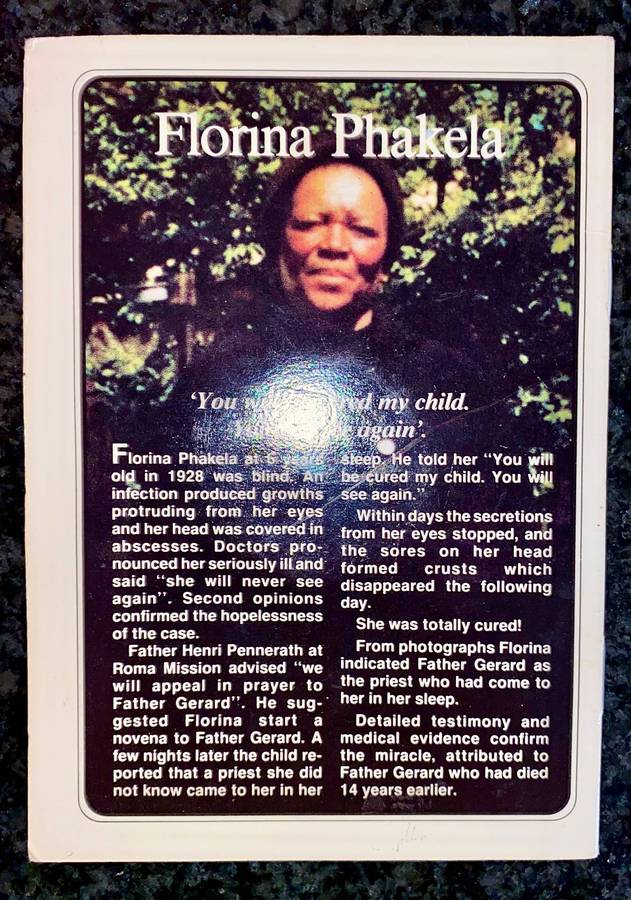 Florina Phakela
‘You my child.
again’.
Florina Phakela at 6 years
old in 1928 was blind. An
infection produced growths
protruding from her eyes
and her head was covered in
abscesses. Doctors pro-
nounced her seriously ill and
said “she will never see
again”. Second opinions
confirmed the hopelessness
of the case.
Father Henri Pennerath at
Roma Mission advised “we
will appeal in prayer to
Father Gerard”. He sug-
gested Florina start a
novena to Father Gerard. A
few nights later the child re-
ported that a priest she did
not know came to her in her
sleep. He told her “You will
be cured my child. You will
see again.”
Within days the secretions
from her eyes stopped, and
the sores on her head
formed crusts which
disappeared the following
day.
She was totally cured!
From photographs Florina
indicated Father Gerard as
the priest who had come to
her in her sleep.
Detailed testimony and
medical evidence confirm
the miracle, attributed to
Father Gerard who had died
14 years earlier.